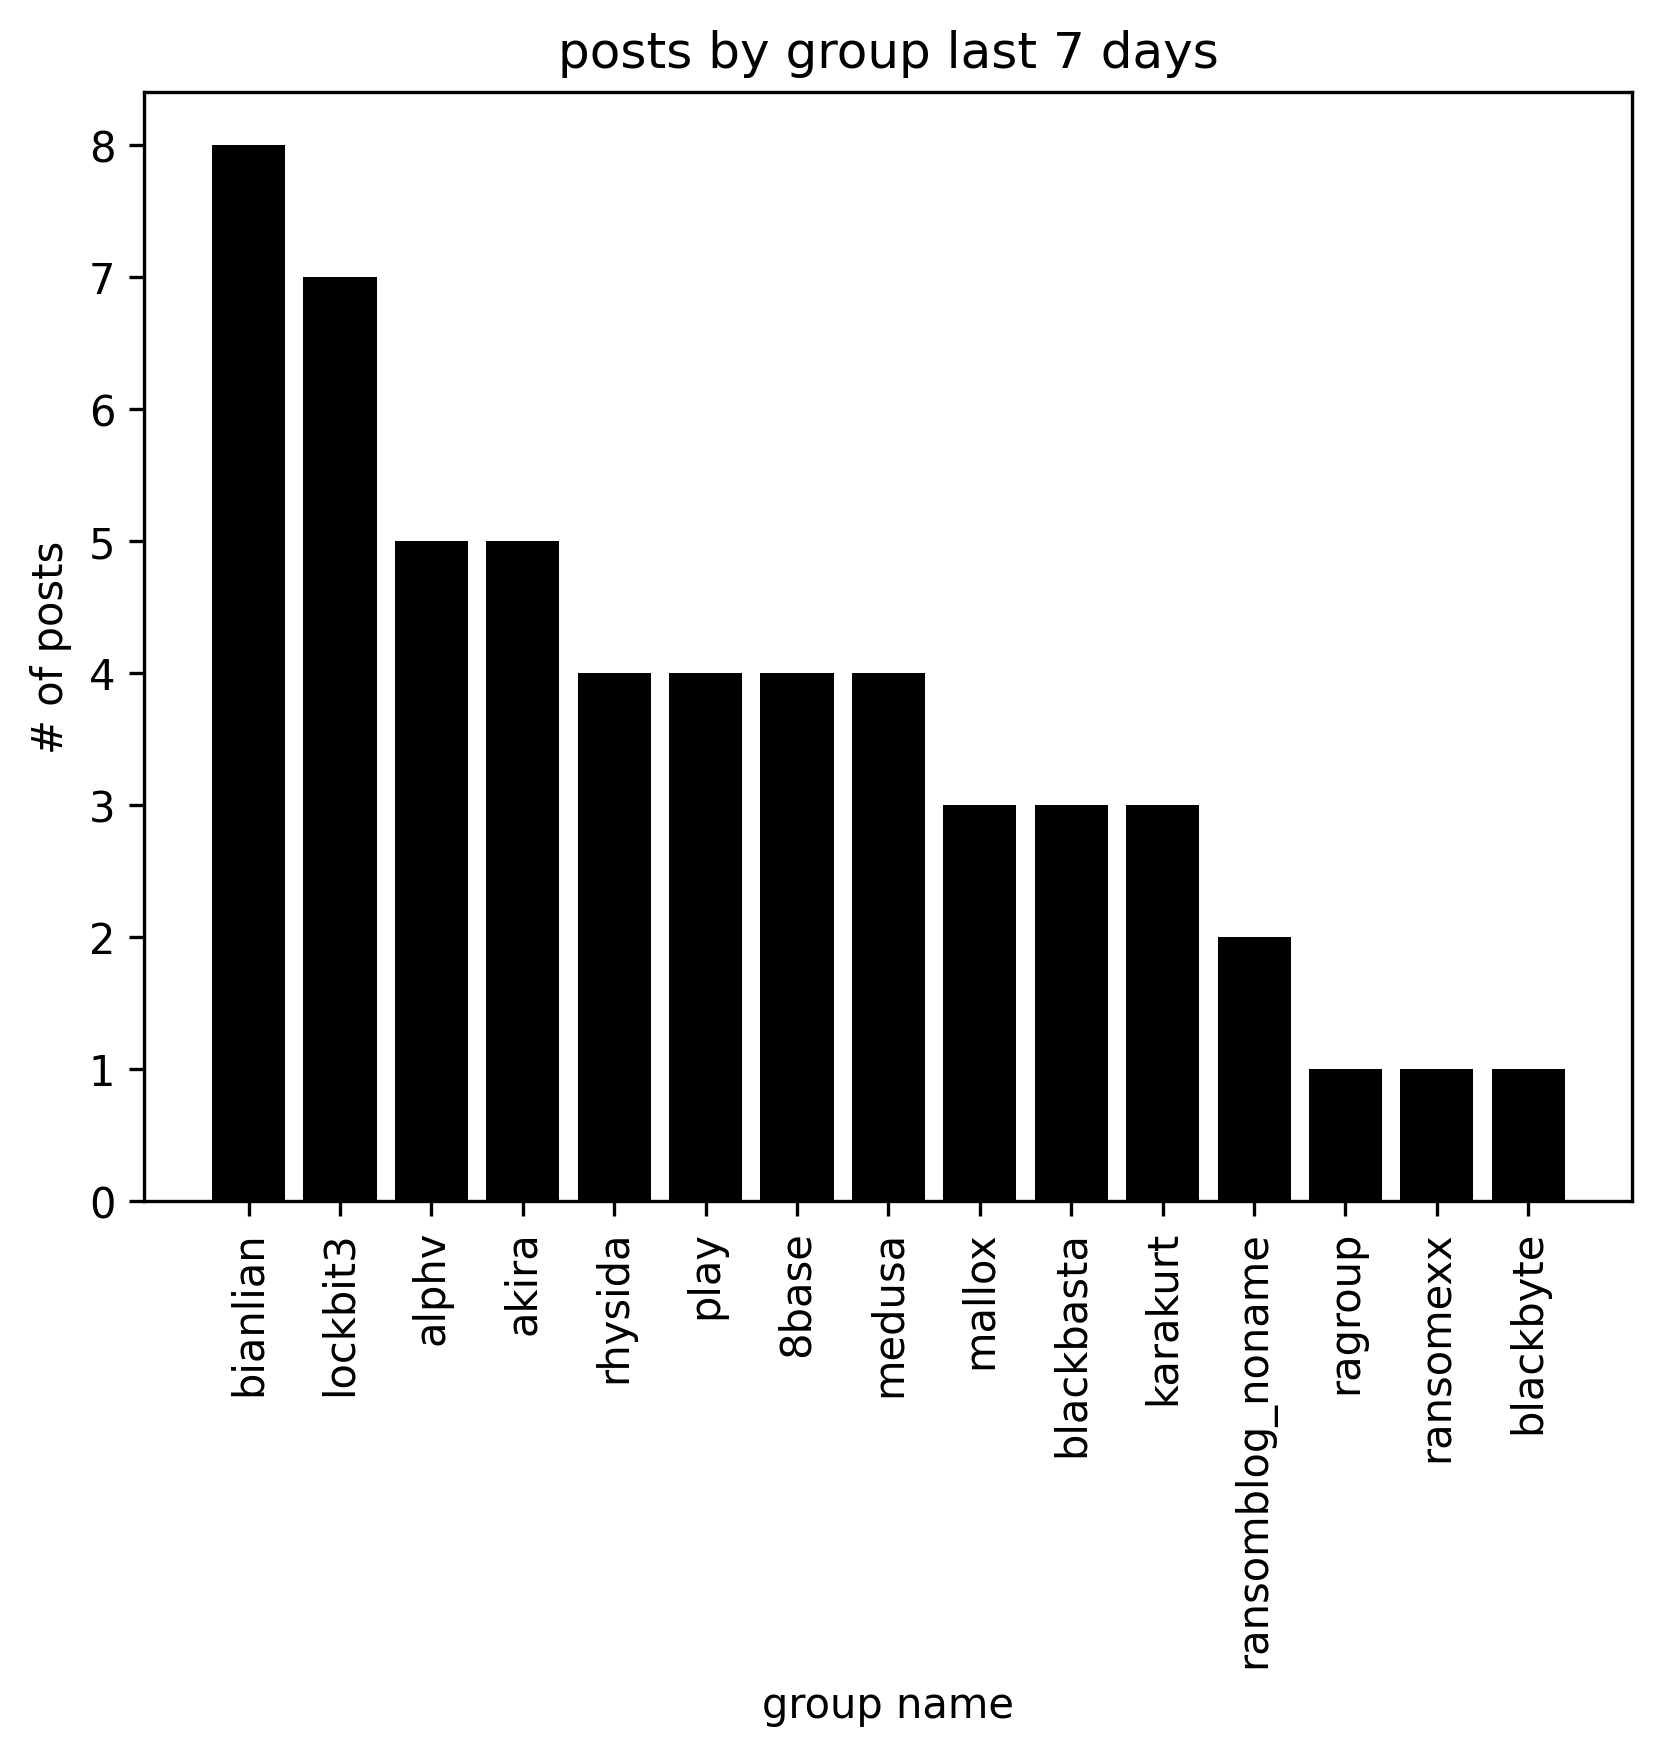 posts by group last 7 days
# of posts
8
7
6
5
4
3
2
1
0
bianlian
lockbit3
alphv
akira
rhysida
play
8base
medusa
mallox
blackbasta
karakurt
ransomblog_noname
ragroup
ransomexx
blackbyte
group name